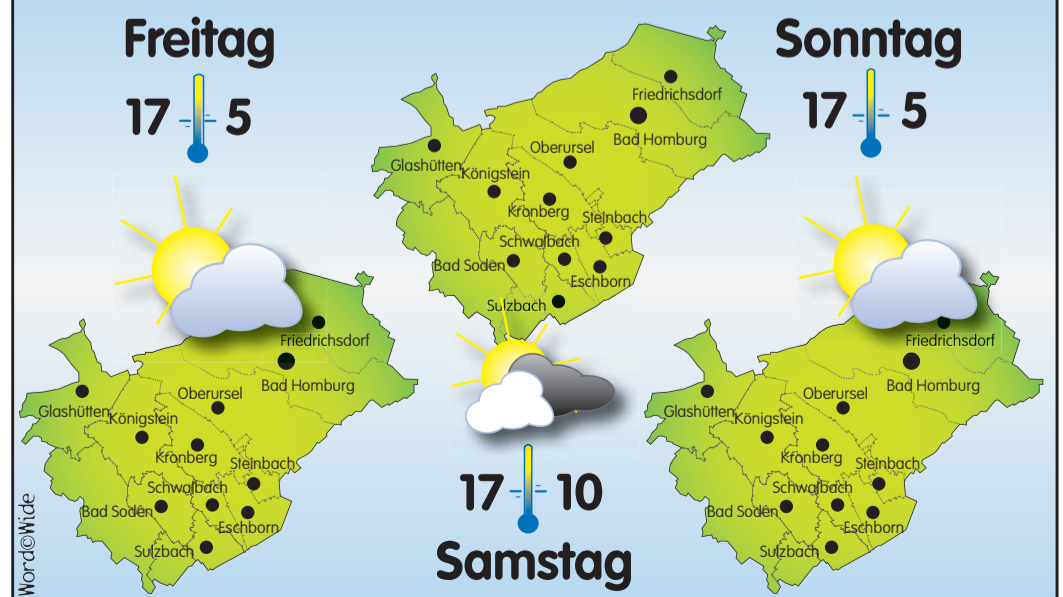 Freitag
17 5
Friedrichsdorf
Bad Homburg
Oberursel
Glashütten
Königstein
Kronberg
Steinbach
Schwalbach
Bad Soden
Eschborn
Sulzbach
Friedrichsdorf
Bad Homburg
Oberursel
Glashütten
Königstein
Kronberg
Steinbach
Schwalbach
Bad Soden
Eschborn
Sulzbach
17 10
Samstag
Sonntag
17 5
Friedrichsdorf
Bad Homburg
Oberursel
Glashütten
Königstein
Kronberg
Steinbach
Schwalbach
Bad Soden
Eschborn
Sulzbach
Word©Wide